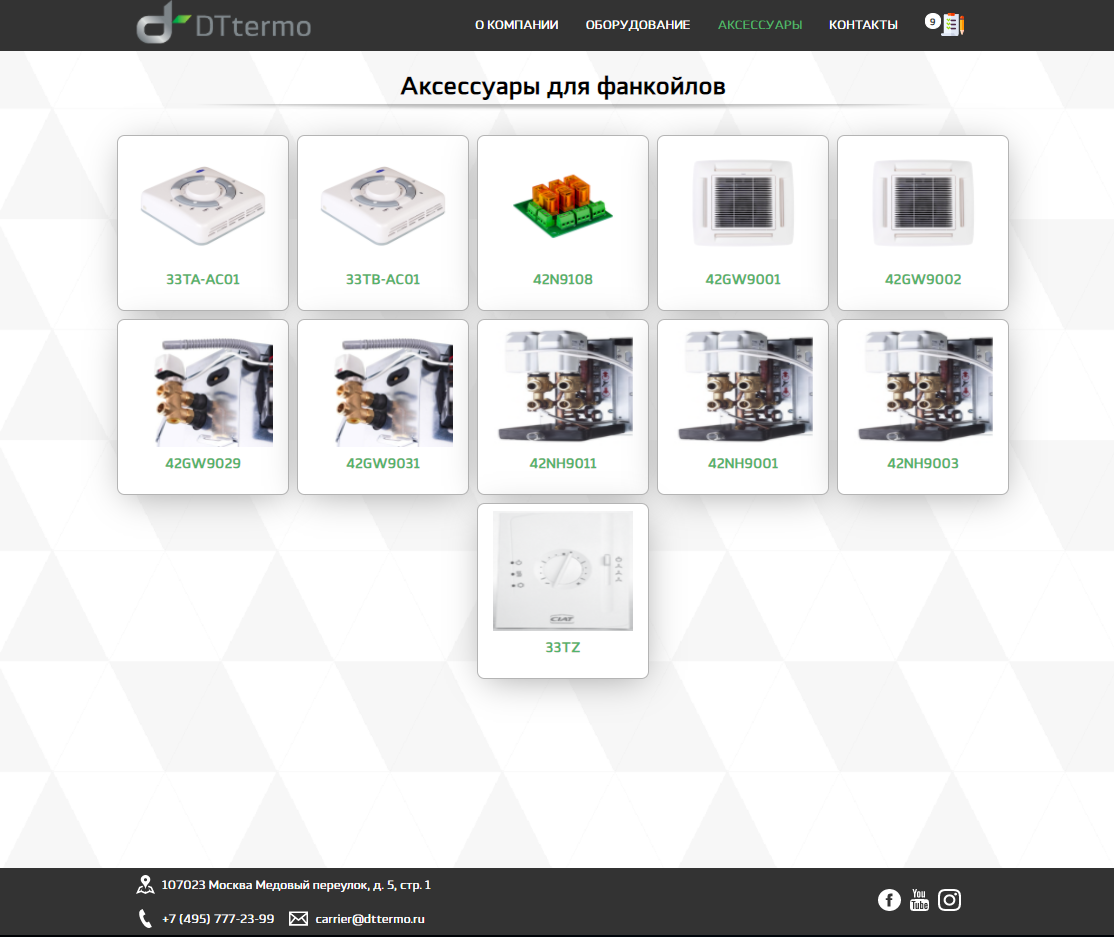 DTtermo
О КОМПАНИИ ОБОРУДОВАНИЕ АКСЕССУАРЫ КОНТАКТЫ 9
Аксессуары для фанкойлов
33TA-AC01 33TB-AC01 42N9108 42GW9001 42GW9002
42GW9029 42GW9031 42NH9011 42NH9001 42NH9003
CIAT
33TZ
107023 Москва Медовый переулок, д. 5, стр. 1
You
Tube
+7 (495) 777-23-99 carrier@dttermo.ru